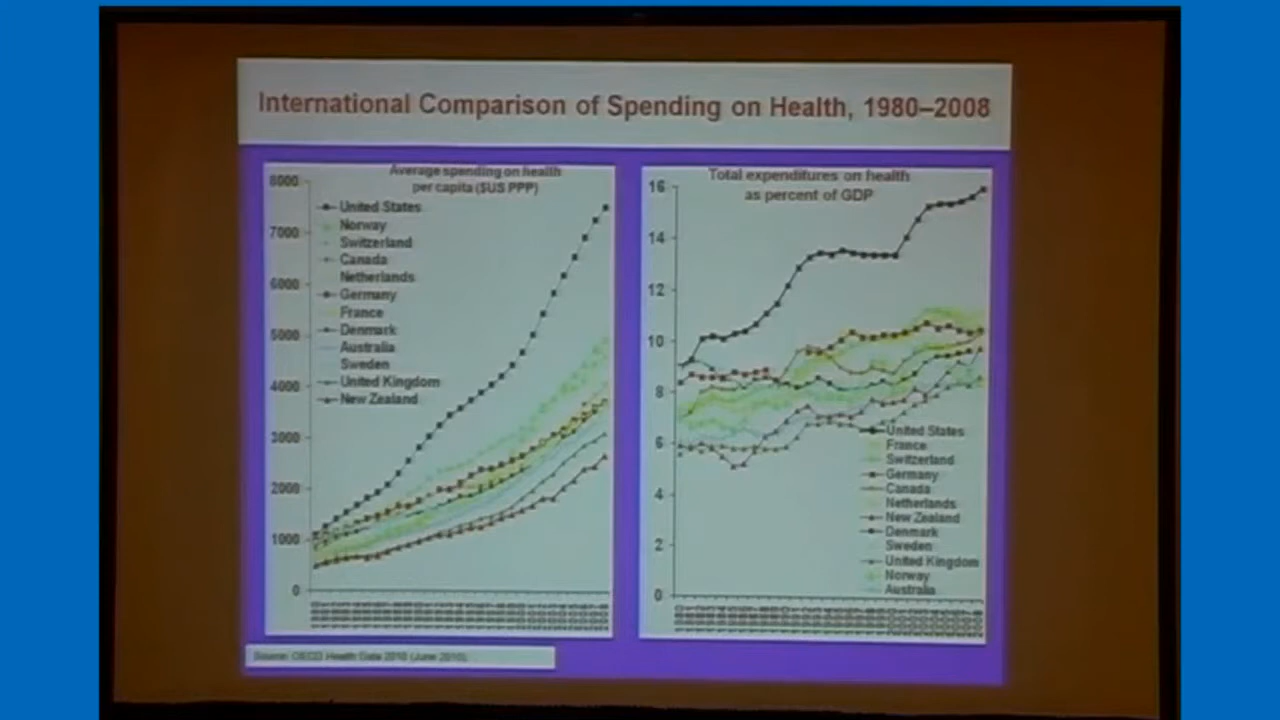 International Comparison of Spending on Health, 1980–2008
Average spending on health
per capita ($US PPP)
8000
7000
6000
5000
4000
3000
2000
1000
0
United States
Norway
Switzerland
Canada
Netherlands
Germany
France
Denmark
Australia
Sweden
United Kingdom
New Zealand
Total expenditures on health
as percent of GDP
16
14
12
10
8
6
4
2
0
United States
France
Switzerland
Germany
Canada
Netherlands
New Zealand
Denmark
Sweden
United Kingdom
Norway
Australia
Source: OECD Health Data 2010 (June 2010).